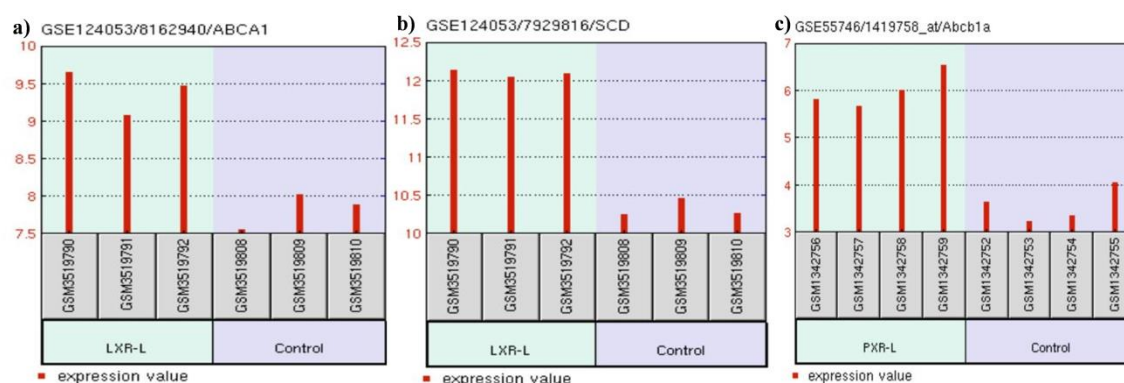 a) GSE124053/8162940/ABCA1
10
9.5
9
8.5
8
7.5
GSM3519790
GSM3519791
GSM3519792
GSM3519808
GSM3519809
GSM3519810
LXR-L
Control
expression value
b) GSE124053/7929816/SCD
12.5
12
11.5
11
10.5
10
GSM3519790
GSM3519791
GSM3519792
GSM3519808
GSM3519809
GSM3519810
LXR-L
Control
expression value
c) GSE55746/1419758_at/Abcb1a
7
6
5
4
3
GSM1342756
GSM1342757
GSM1342758
GSM1342759
GSM1342752
GSM1342753
GSM1342754
GSM1342755
PXR-L
Control
expression value